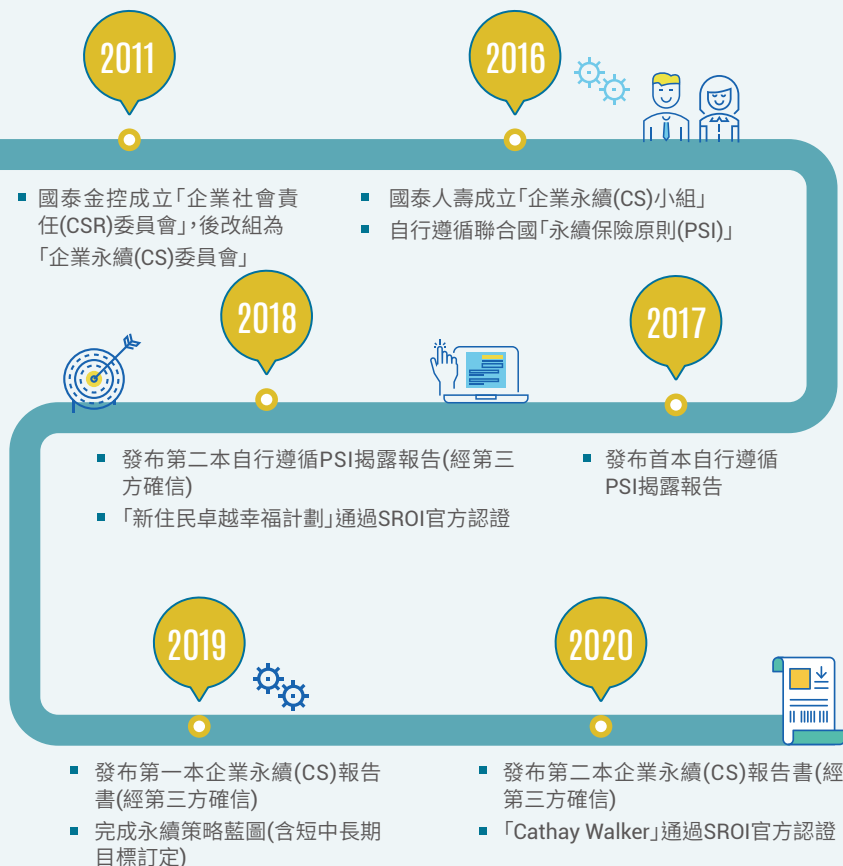 2011
■ 國泰金控成立「企業社會責
任(CSR)委員會」，後改組為
「企業永續(CS)委員會」
2016
■ 國泰人壽成立「企業永續(CS)小組」
■ 自行遵循聯合國「永續保險原則(PSI)」
2017
■ 發布首本自行遵循
PSI揭露報告
2018
■ 發布第二本自行遵循PSI揭露報告(經第三
方確信)
■ 「新住民卓越幸福計劃」通過SROI官方認證
2019
■ 發布第一本企業永續(CS)報告
書(經第三方確信)
■ 完成永續策略藍圖(含短中長期
目標訂定)
2020
■ 發布第二本企業永續(CS)報告書(經
第三方確信)
■ 「Cathay Walker」通過SROI官方認證